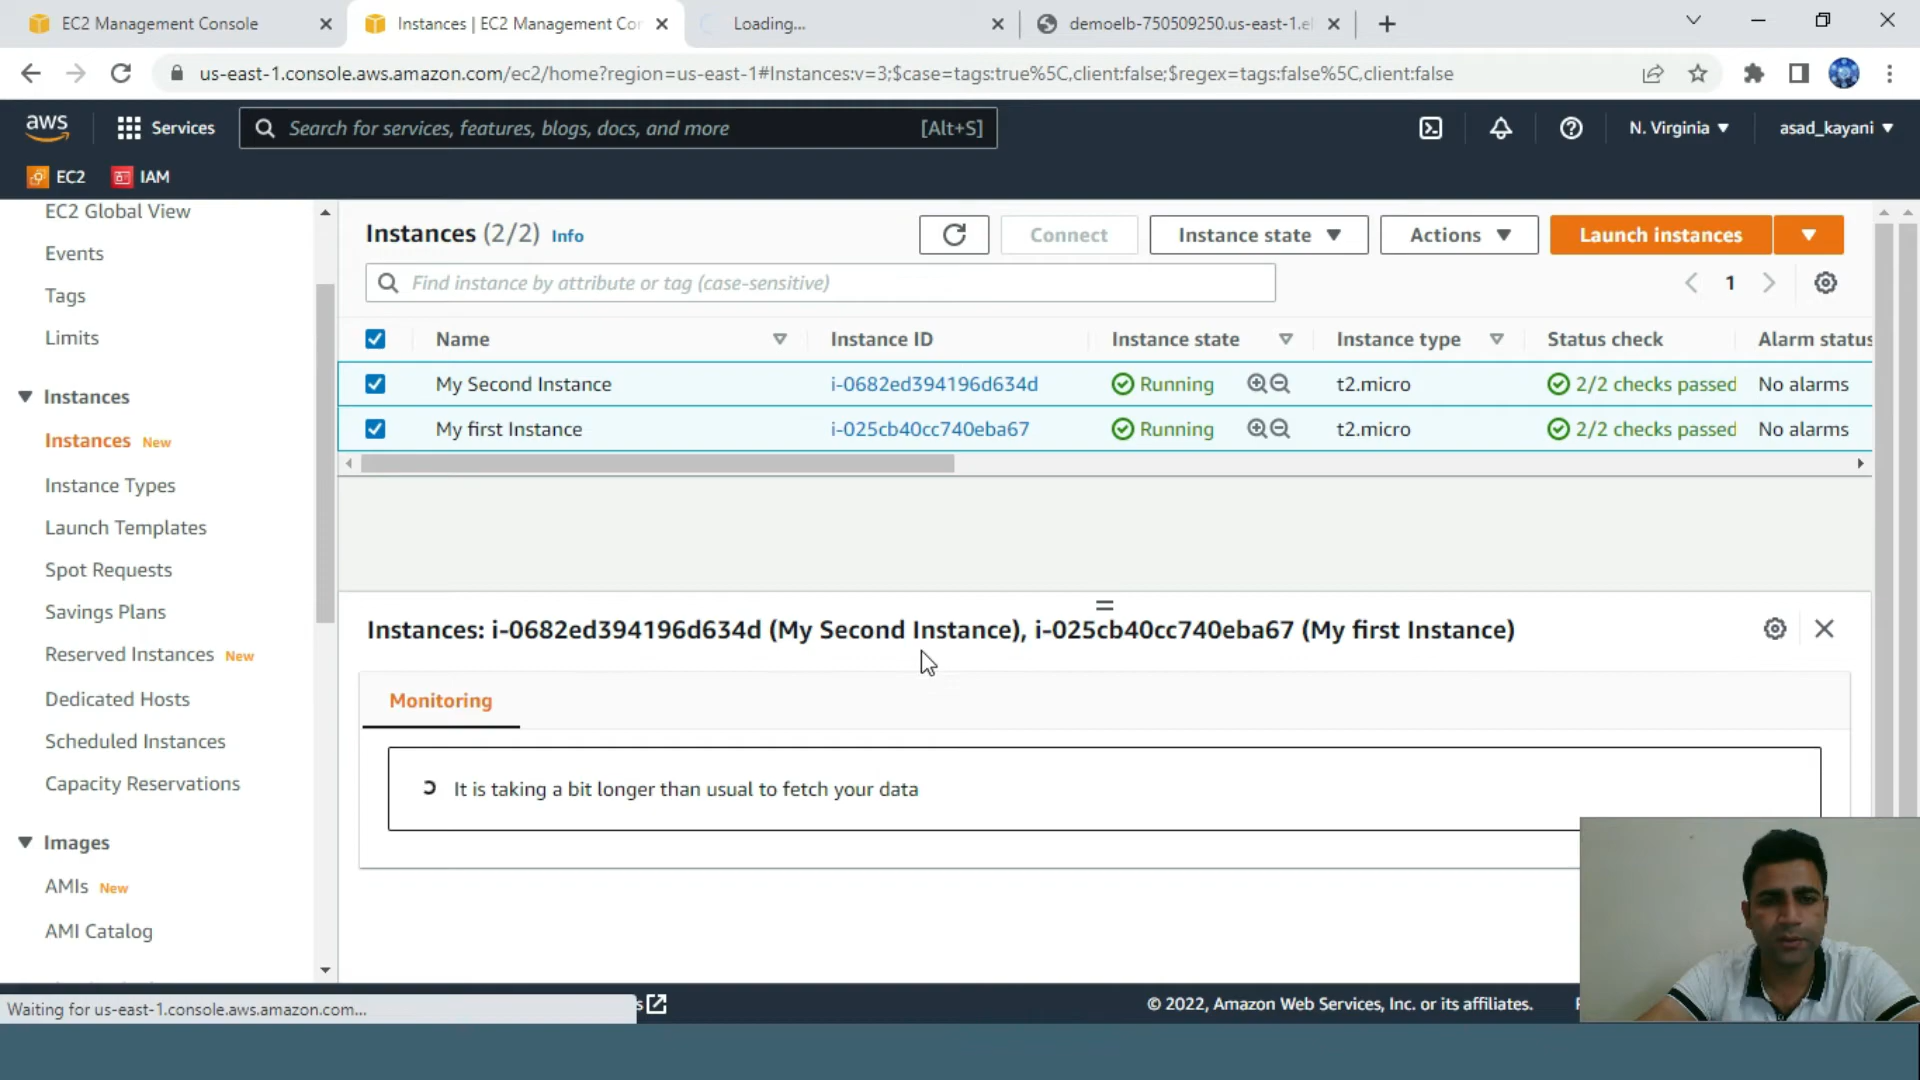 EC2 Management Console
Instances | EC2 Management Con
Loading...
demoelb-750509250.us-east-1.el
us-east-1.console.aws.amazon.com/ec2/home?region=us-east-1#Instances:v=3;$case=tags:true%5C,client:false;$regex=tags:false%5C,client:false
aws
Services
Search for services, features, blogs, docs, and more
[Alt+S]
N. Virginia
asad_kayani
EC2
IAM
EC2 Global View
Events
Tags
Limits
Instances
Instances New
Instance Types
Launch Templates
Spot Requests
Savings Plans
Reserved Instances New
Dedicated Hosts
Scheduled Instances
Capacity Reservations
Images
AMIs New
AMI Catalog
Instances (2/2) Info
Connect
Instance state
Actions
Launch instances
Find instance by attribute or tag (case-sensitive)
1
Name Instance ID Instance state Instance type Status check Alarm status
My Second Instance i-0682ed394196d634d Running t2.micro 2/2 checks passed No alarms
My first Instance i-025cb40cc740eba67 Running t2.micro 2/2 checks passed No alarms
Instances: i-0682ed394196d634d (My Second Instance), i-025cb40cc740eba67 (My first Instance)
Monitoring
It is taking a bit longer than usual to fetch your data
Waiting for us-east-1.console.aws.amazon.com...
© 2022, Amazon Web Services, Inc. or its affiliates.